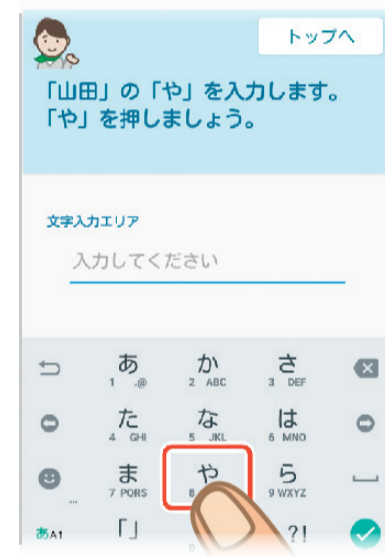 トップへ
「山田」の「や」を入力します。
「や」を押しましょう。
文字入力エリア
入力してください
あ か さ
1 .@ 2 ABC 3 DEF
た な は
4 GHI 5 JKL 6 MNO
ま や ら
7 PQRS 8 9 WXYZ
あA1 「」 ?!